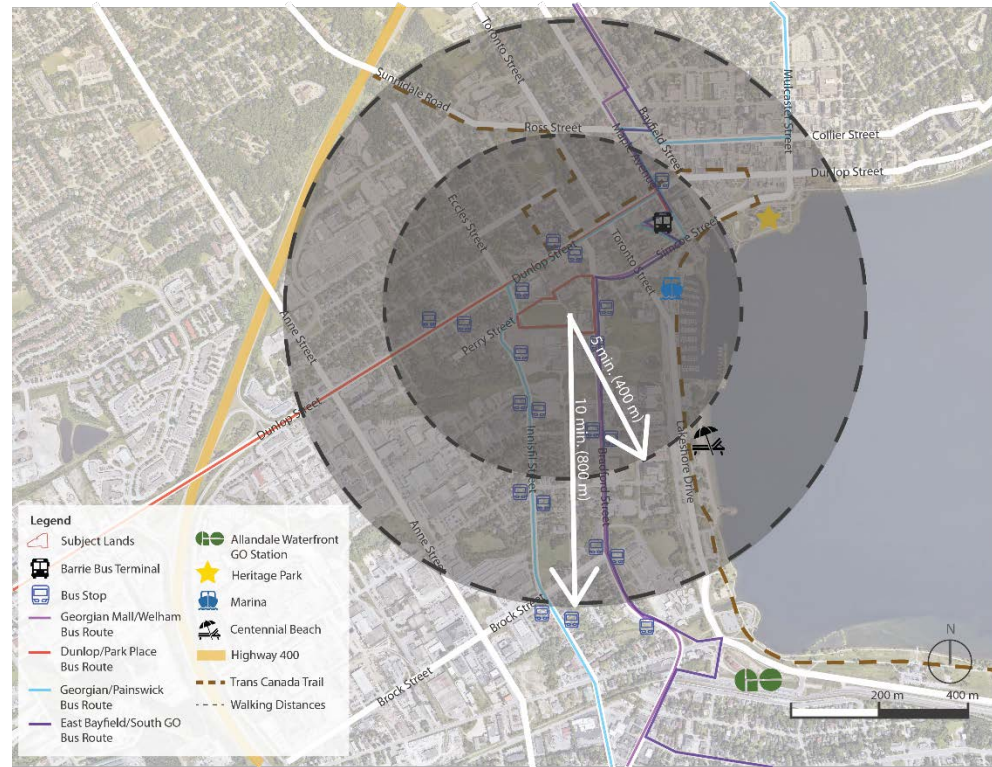 Sunnidale Road
Toronto Street
Ross Street
Bayfield Street
Maple Avenue
Mulcaster Street
Collier Street
Dunlop Street
Eccles Street
Dunlop Street
Toronto Street
Simcoe Street
Anne Street
Perry Street
5 min. (400 m)
10 min. (800 m)
Dunlop Street
Innisfil Street
Bradford Street
Lakeshore Drive
Anne Street
Brock Street
Brock Street
Legend
Subject Lands
Barrie Bus Terminal
Bus Stop
Georgian Mall/Welham
Bus Route
Dunlop/Park Place
Bus Route
Georgian/Painswick
Bus Route
East Bayfield/South GO
Bus Route
GO
Allandale Waterfront
GO Station
Heritage Park
Marina
Centennial Beach
Highway 400
Trans Canada Trail
Walking Distances
GO
N
200 m
400 m